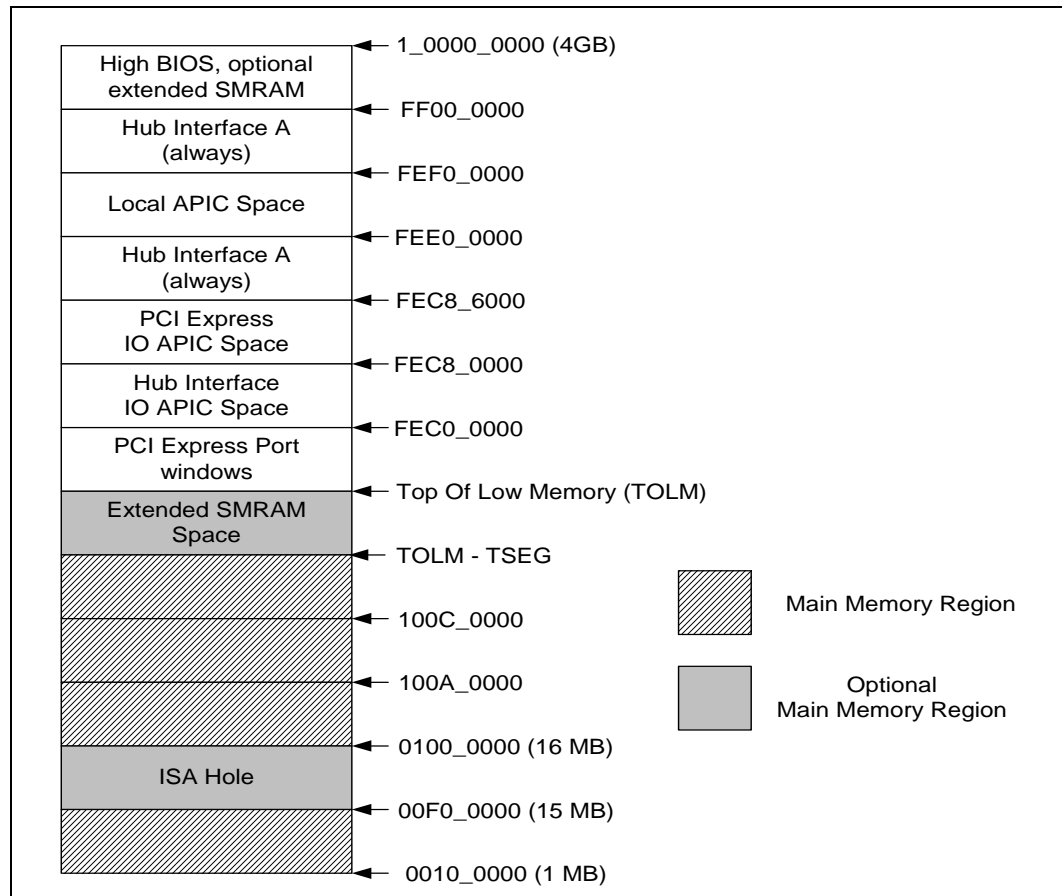 1_0000_0000 (4GB)
High BIOS, optional
extended SMRAM
FF00_0000
Hub Interface A
(always)
FEF0_0000
Local APIC Space
FEE0_0000
Hub Interface A
(always)
FEC8_6000
PCI Express
IO APIC Space
FEC8_0000
Hub Interface
IO APIC Space
FEC0_0000
PCI Express Port
windows
Top Of Low Memory (TOLM)
Extended SMRAM
Space
TOLM - TSEG
100C_0000
100A_0000
0100_0000 (16 MB)
ISA Hole
00F0_0000 (15 MB)
0010_0000 (1 MB)
Main Memory Region
Optional
Main Memory Region